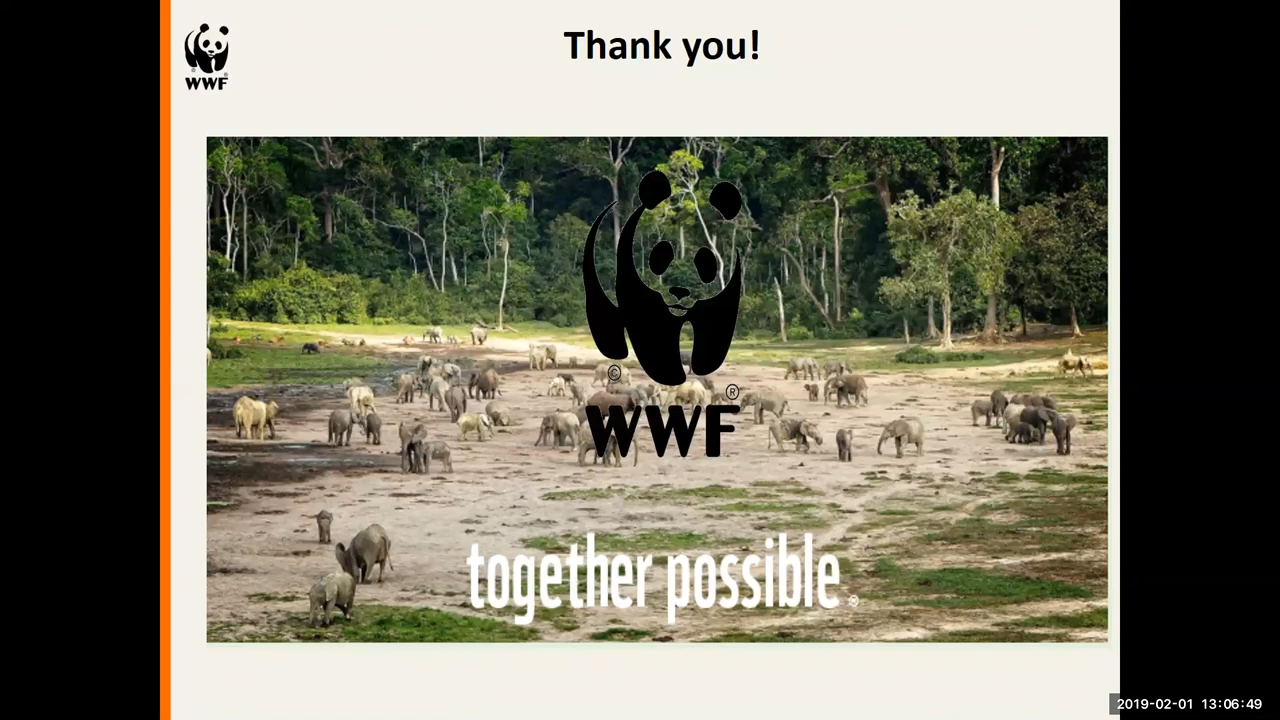 Thank you!
WWF
®
©
®
WWF
together possible®
2019-02-01 13:06:49